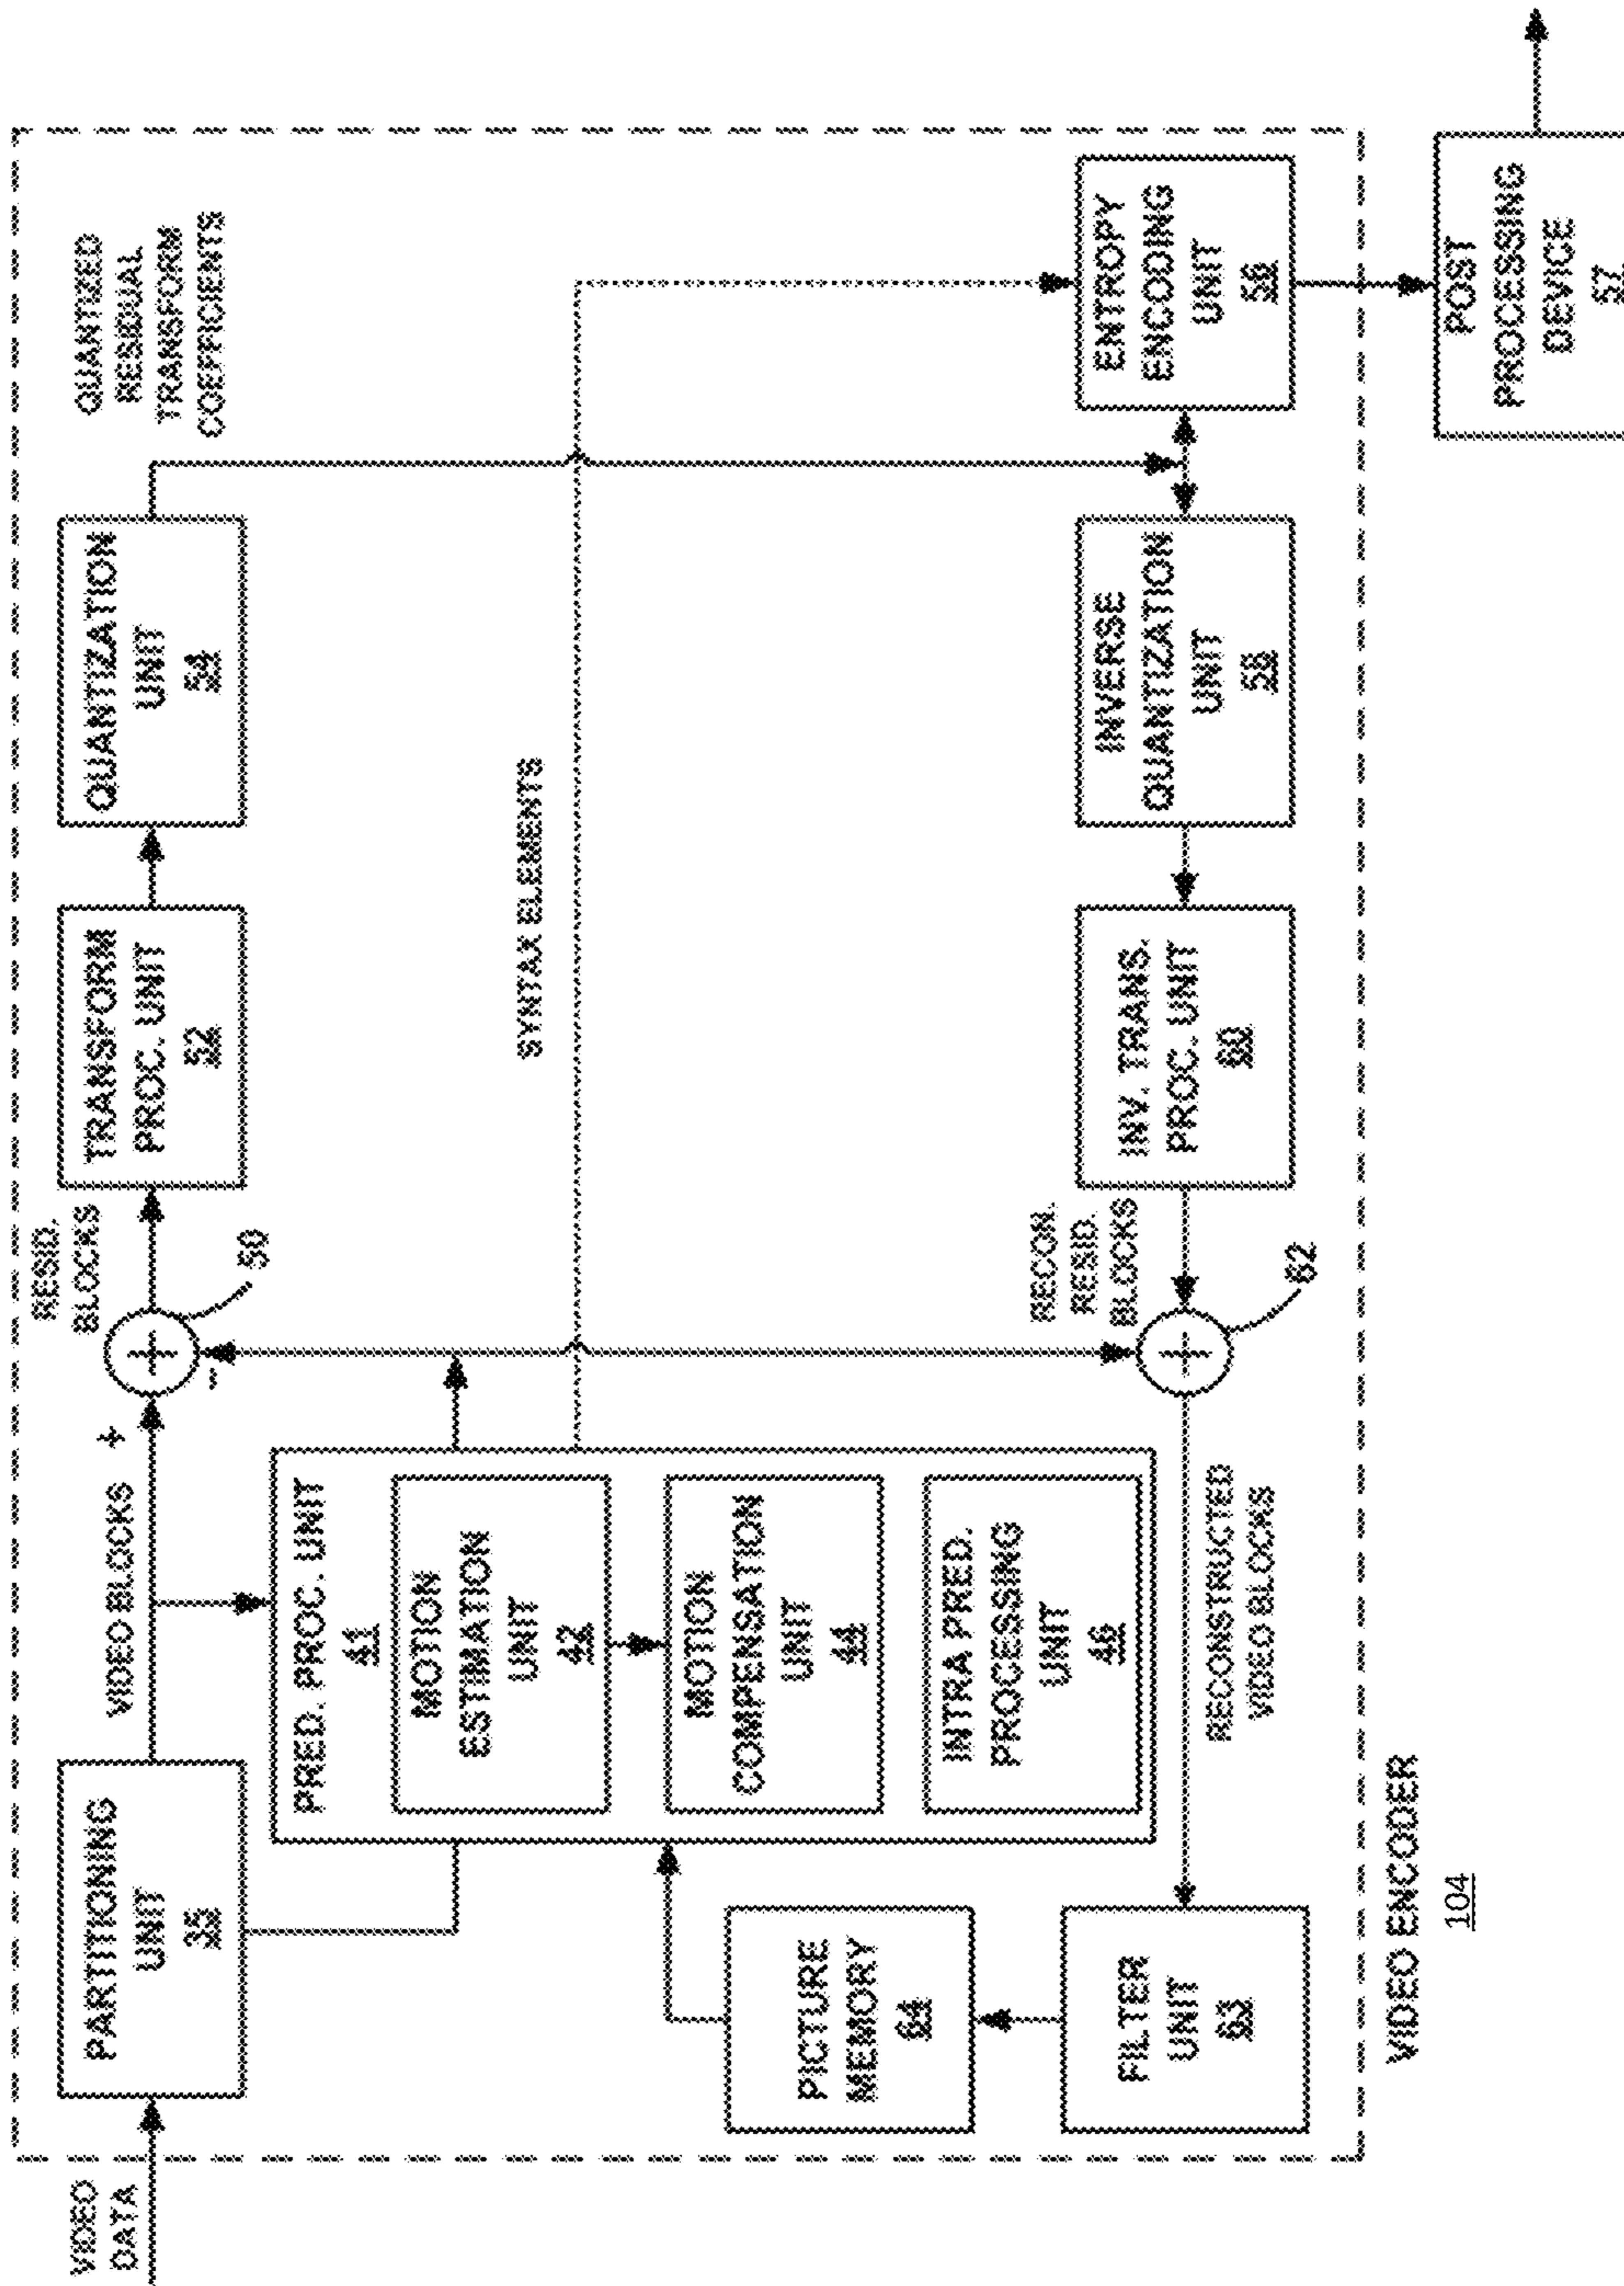 VIDEO
DATA
PARTITIONING
UNIT
35
VIDEO BLOCKS
+
-
RESID.
BLOCKS
50
TRANSFORM
PROC. UNIT
52
QUANTIZATION
UNIT
54
QUANTIZED
RESIDUAL
TRANSFORM
COEFFICIENTS
PRED. PROC. UNIT
41
MOTION
ESTIMATION
UNIT
42
MOTION
COMPENSATION
UNIT
44
INTRA PRED.
PROCESSING
UNIT
46
SYNTAX ELEMENTS
PICTURE
MEMORY
64
FILTER
UNIT
63
RECONSTRUCTED
VIDEO BLOCKS
62
RECON.
RESID.
BLOCKS
INV. TRANS.
PROC. UNIT
60
INVERSE
QUANTIZATION
UNIT
58
ENTROPY
ENCODING
UNIT
56
VIDEO ENCODER
104
POST
PROCESSING
DEVICE
57